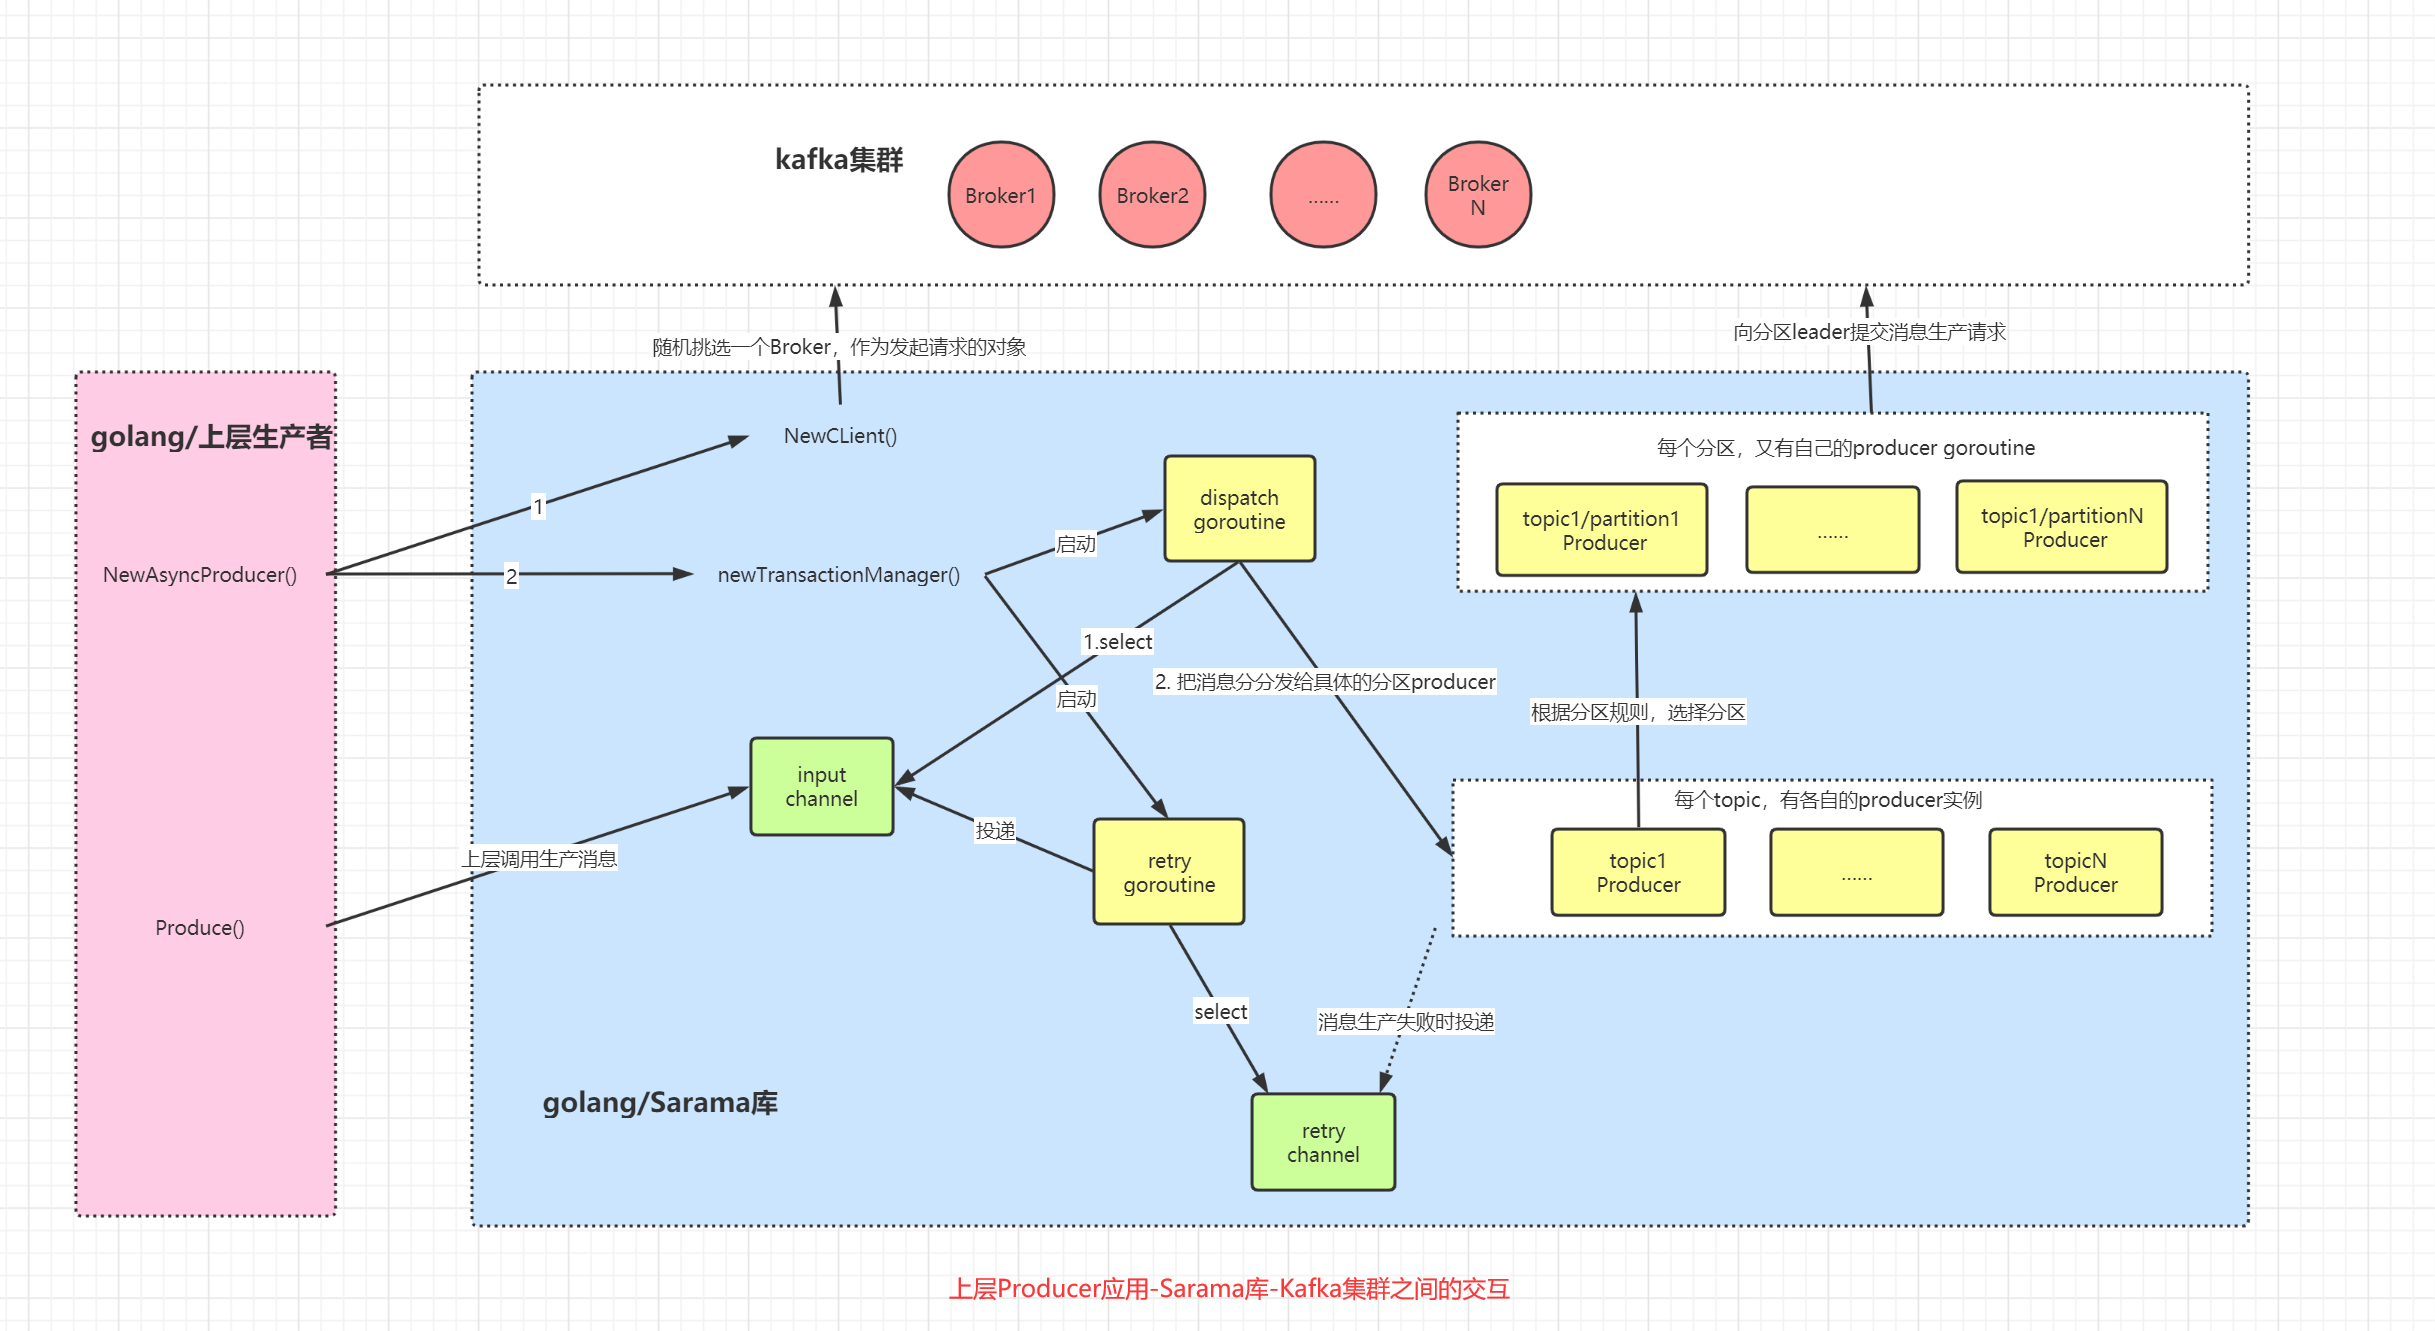 kafka集群
Broker1
Broker2
……
Broker
N
随机挑选一个Broker，作为发起请求的对象
向分区leader提交消息生产请求
golang/上层生产者
NewAsyncProducer()
Produce()
1
2
上层调用生产消息
NewCLient()
newTransactionManager()
启动
dispatch
goroutine
1.select
启动
2. 把消息分分发给具体的分区producer
input
channel
投递
retry
goroutine
select
消息生产失败时投递
retry
channel
每个分区，又有自己的producer goroutine
topic1/partition1
Producer
……
topic1/partitionN
Producer
根据分区规则，选择分区
每个topic，有各自的producer实例
topic1
Producer
……
topicN
Producer
golang/Sarama库
上层Producer应用-Sarama库-Kafka集群之间的交互